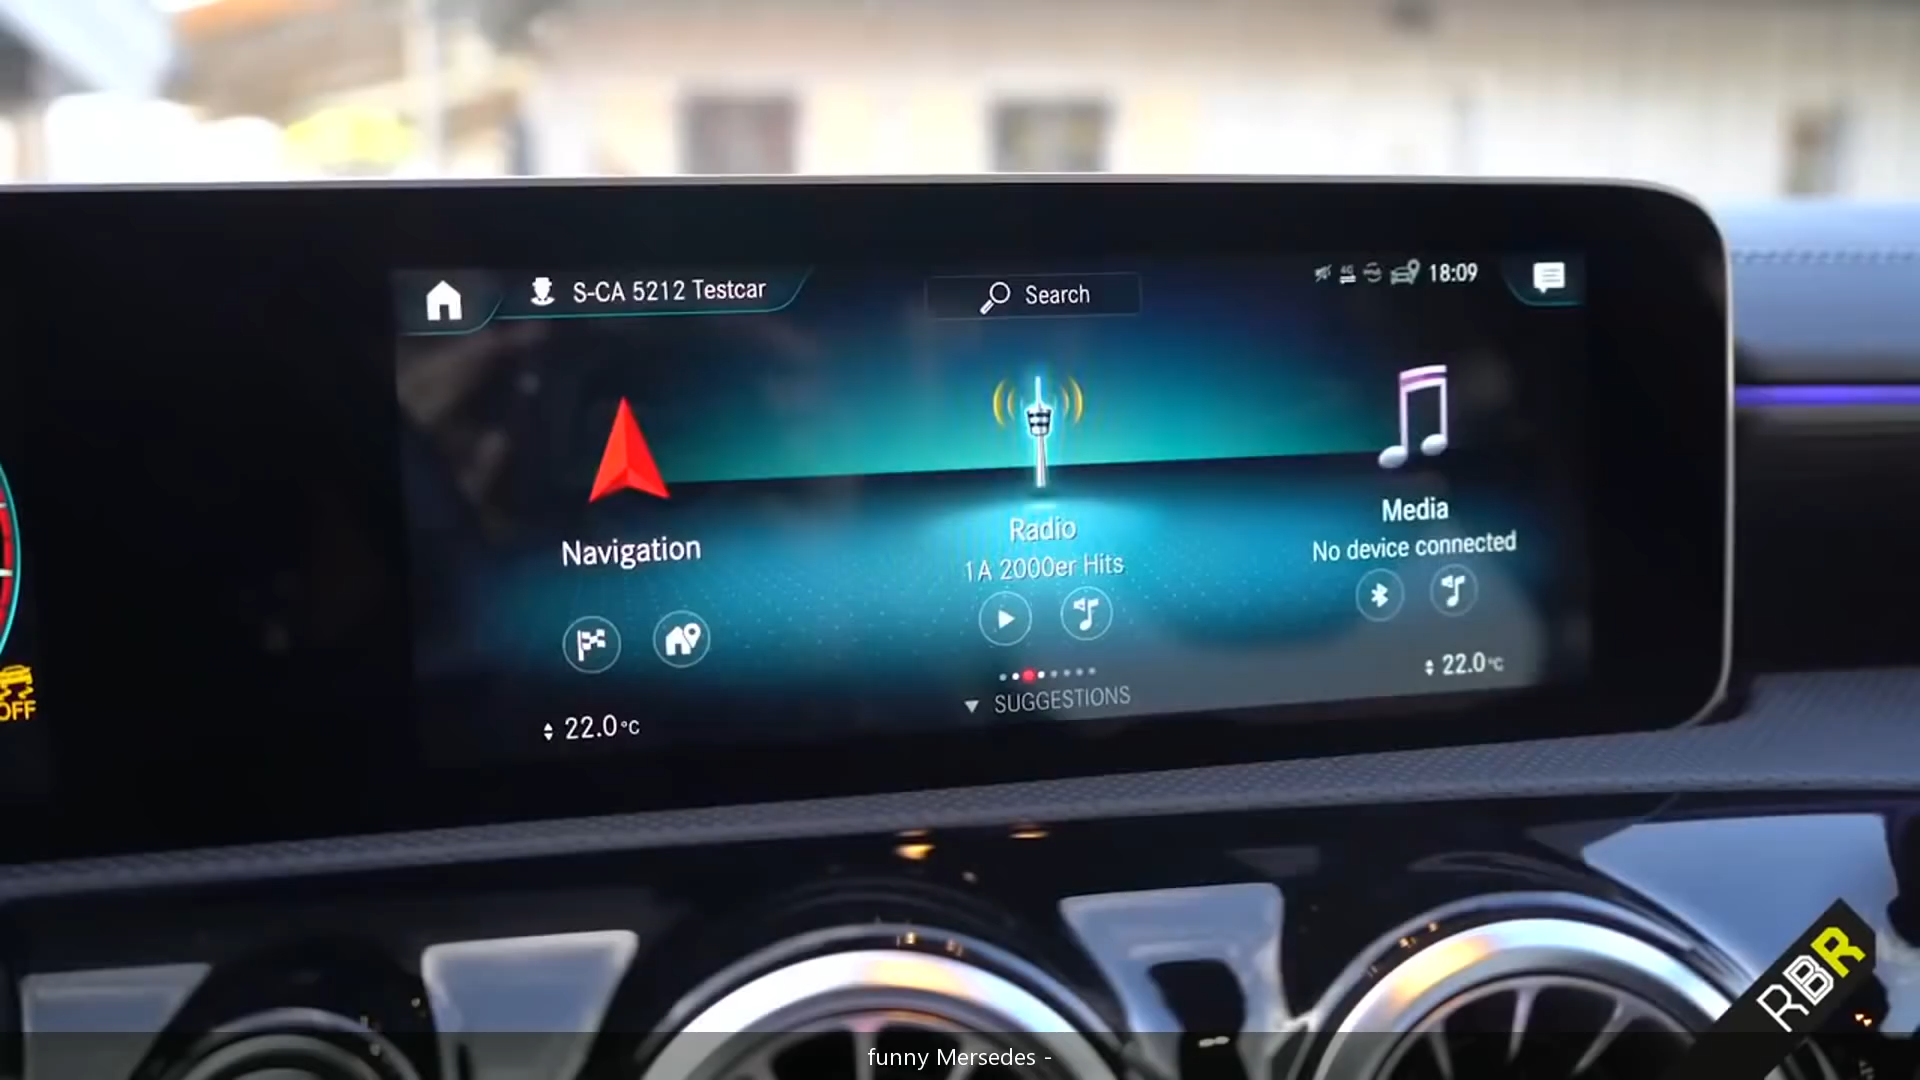 S-CA 5212 Testcar
Search
18:09
Navigation
Radio
1A 2000er Hits
Media
No device connected
22.0°C
SUGGESTIONS
22.0°C
OFF
RBR
funny Mersedes -